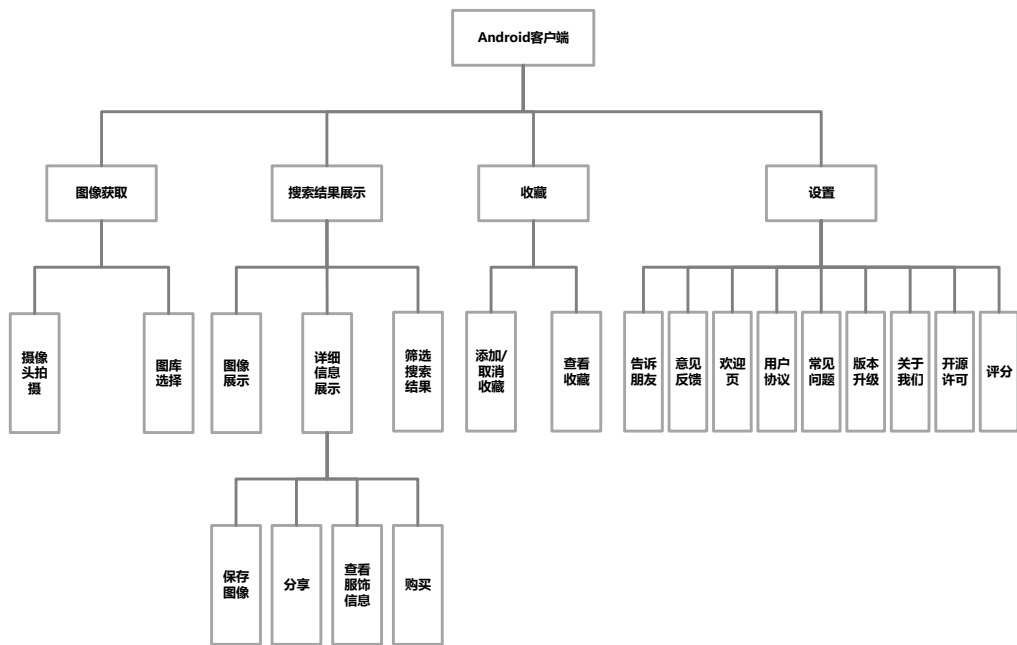 Android客户端
图像获取
搜索结果展示
收藏
设置
摄像
头拍
摄
图库
选择
图像
展示
详细
信息
展示
筛选
搜索
结果
添加/
取消
收藏
查看
收藏
告诉
朋友
意见
反馈
欢迎
页
用户
协议
常见
问题
版本
升级
关于
我们
开源
许可
评分
保存
图像
分享
查看
服饰
信息
购买